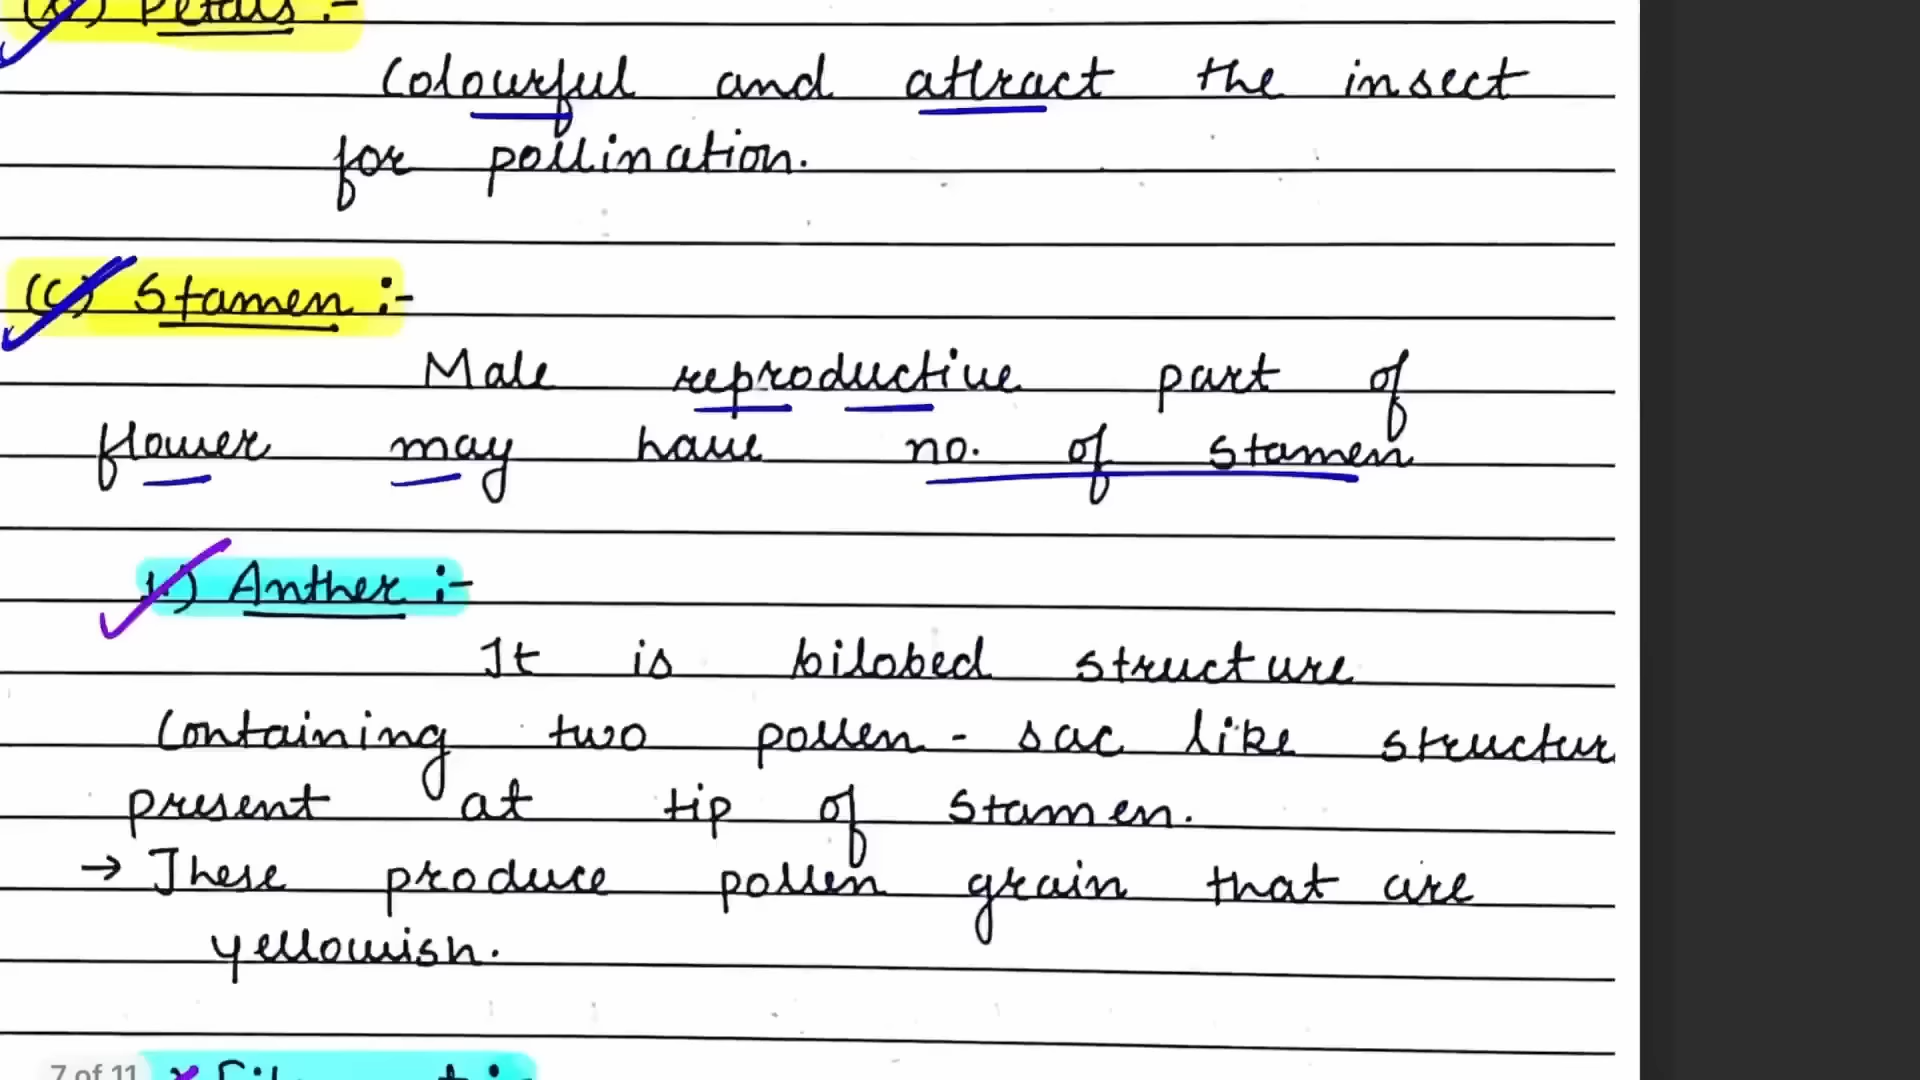 Petals :-
Colourful and attract the insect
for pollination.
(c) Stamen :-
Male reproductive part of
flower may have no. of stamen
Anther :-
It is bilobed structure
Containing two pollen - sac like structur
present at tip of stamen.
→ These produce pollen grain that are
yellowish.
7 of 11